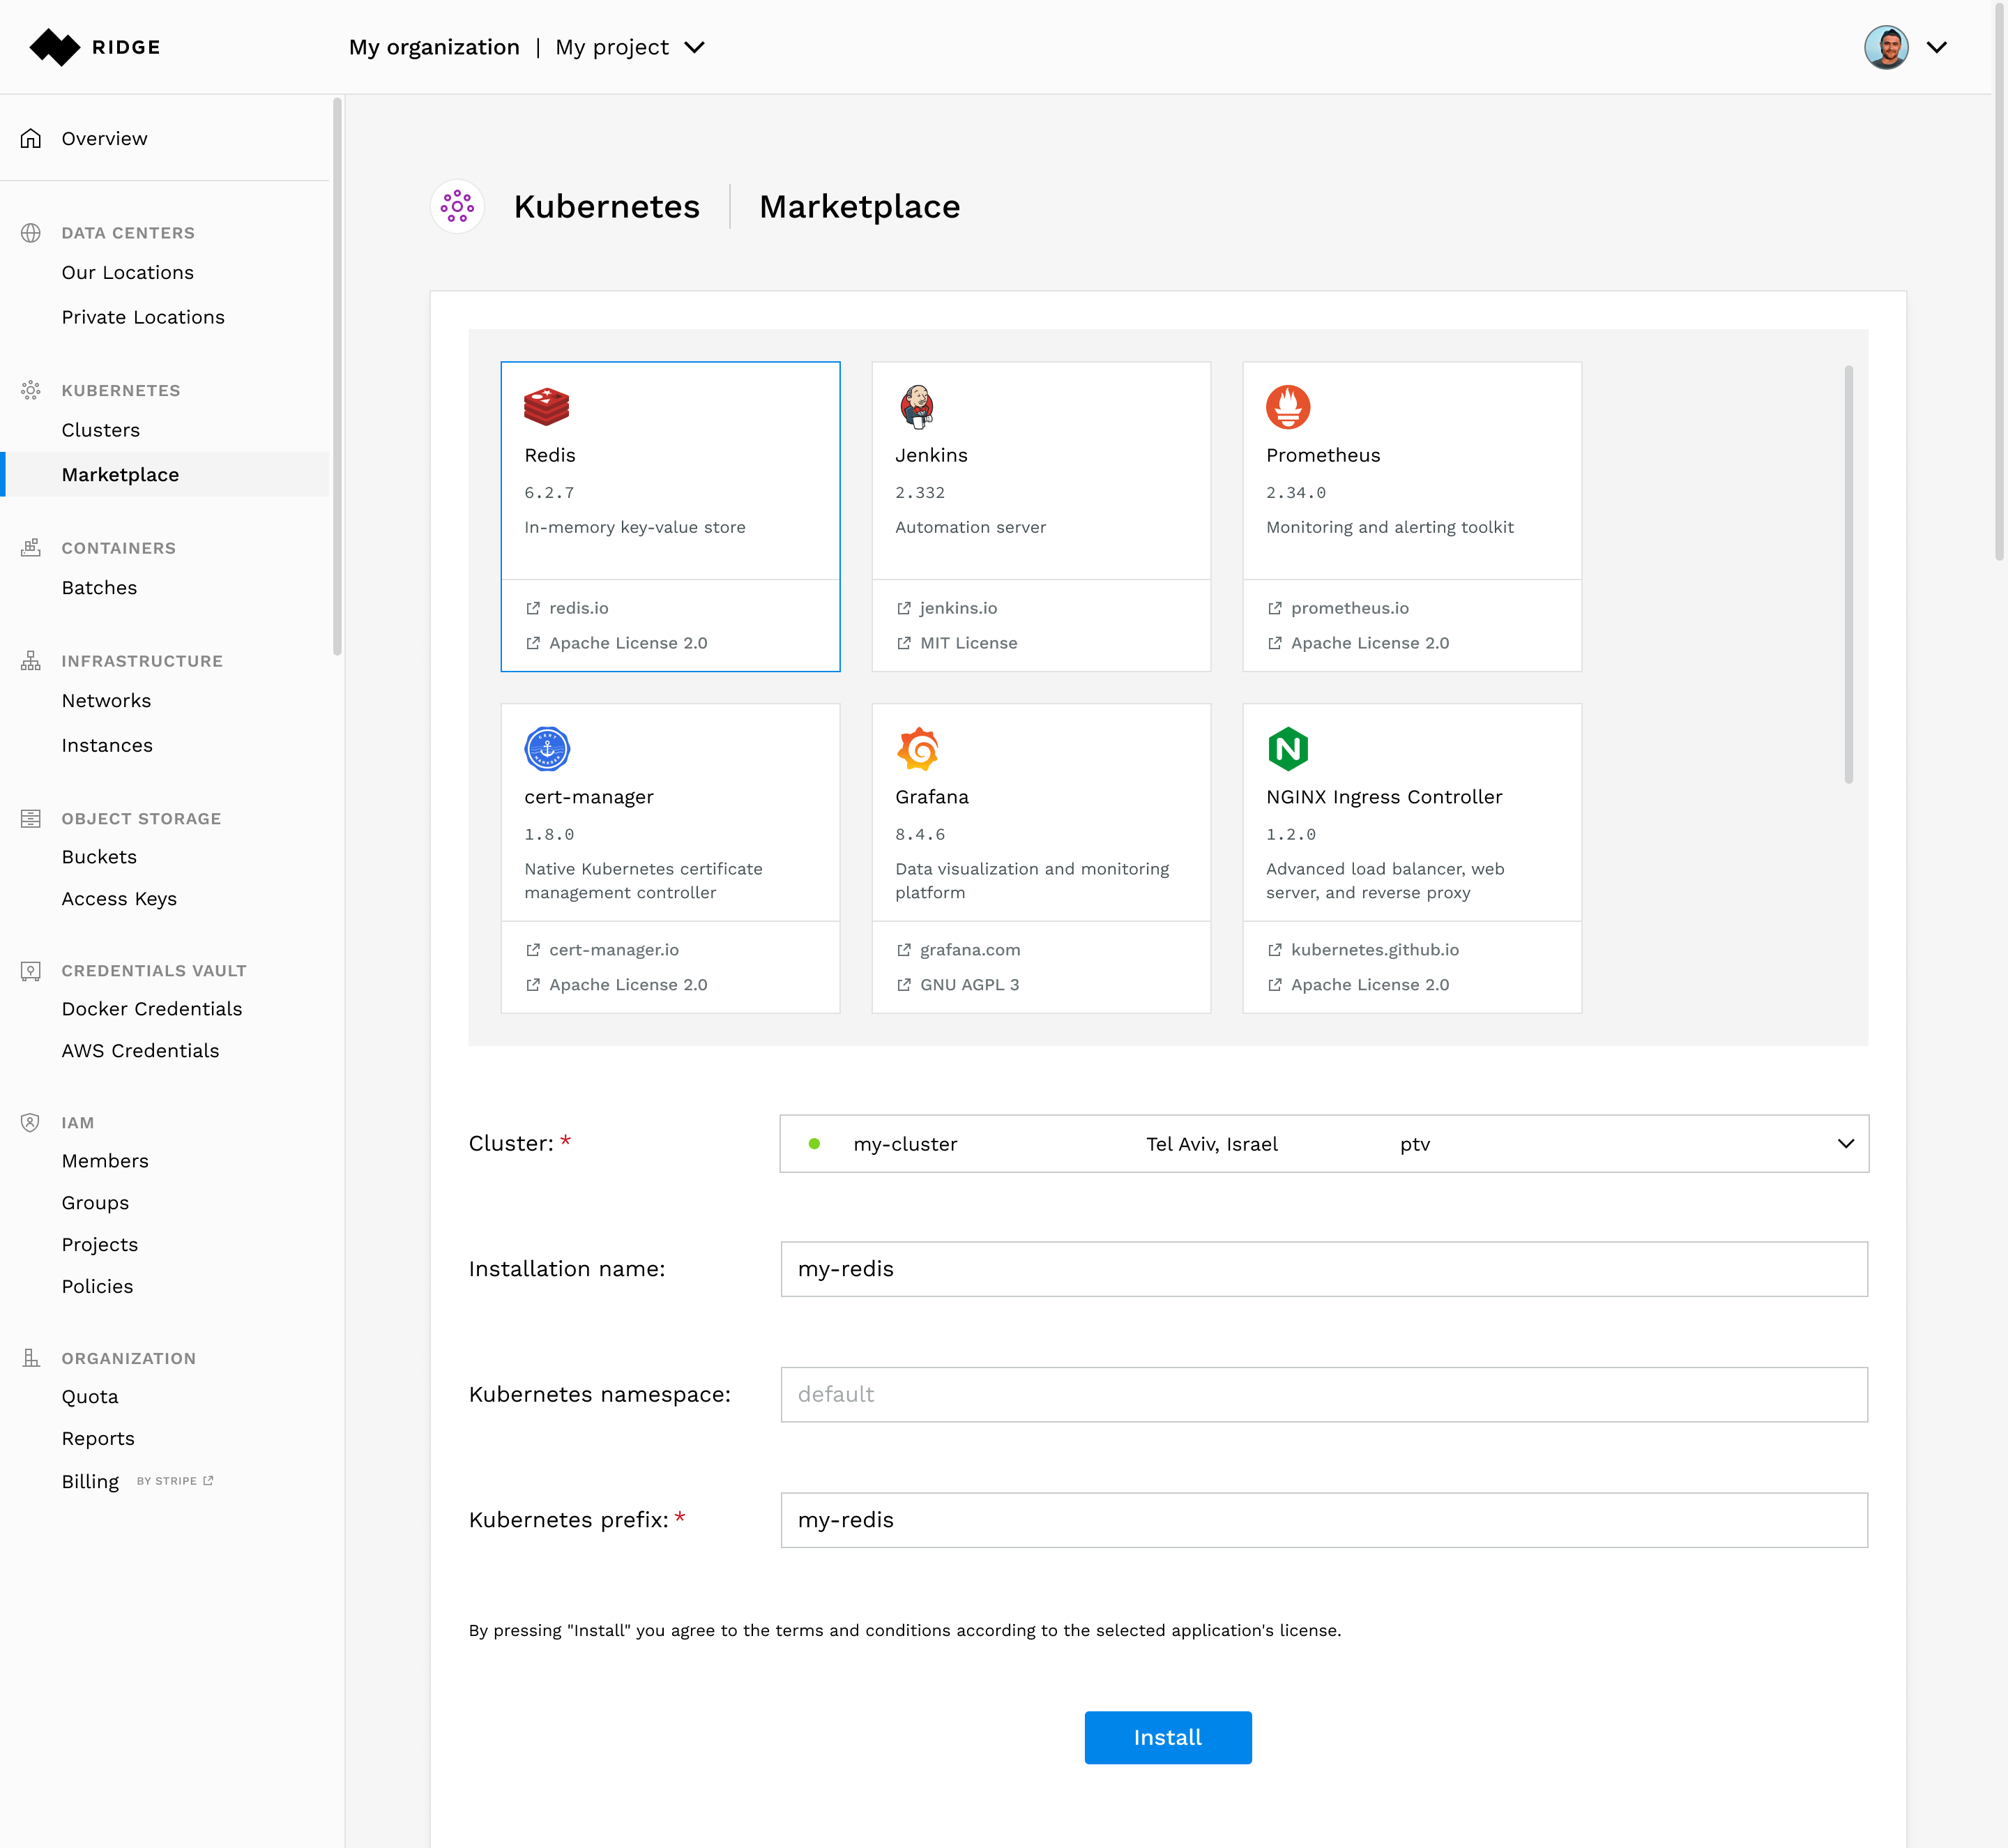 RIDGE
My organization | My project
Overview
DATA CENTERS
Our Locations
Private Locations
KUBERNETES
Clusters
Marketplace
CONTAINERS
Batches
INFRASTRUCTURE
Networks
Instances
OBJECT STORAGE
Buckets
Access Keys
CREDENTIALS VAULT
Docker Credentials
AWS Credentials
IAM
Members
Groups
Projects
Policies
ORGANIZATION
Quota
Reports
Billing BY STRIPE
Kubernetes Marketplace
Redis
6.2.7
In-memory key-value store
redis.io
Apache License 2.0
Jenkins
2.332
Automation server
jenkins.io
MIT License
Prometheus
2.34.0
Monitoring and alerting toolkit
prometheus.io
Apache License 2.0
CERT
MANAGER
cert-manager
1.8.0
Native Kubernetes certificate
management controller
cert-manager.io
Apache License 2.0
Grafana
8.4.6
Data visualization and monitoring
platform
grafana.com
GNU AGPL 3
N
NGINX Ingress Controller
1.2.0
Advanced load balancer, web
server, and reverse proxy
kubernetes.github.io
Apache License 2.0
Cluster: * my-cluster Tel Aviv, Israel ptv
Installation name: my-redis
Kubernetes namespace: default
Kubernetes prefix: * my-redis
By pressing "Install" you agree to the terms and conditions according to the selected application's license.
Install